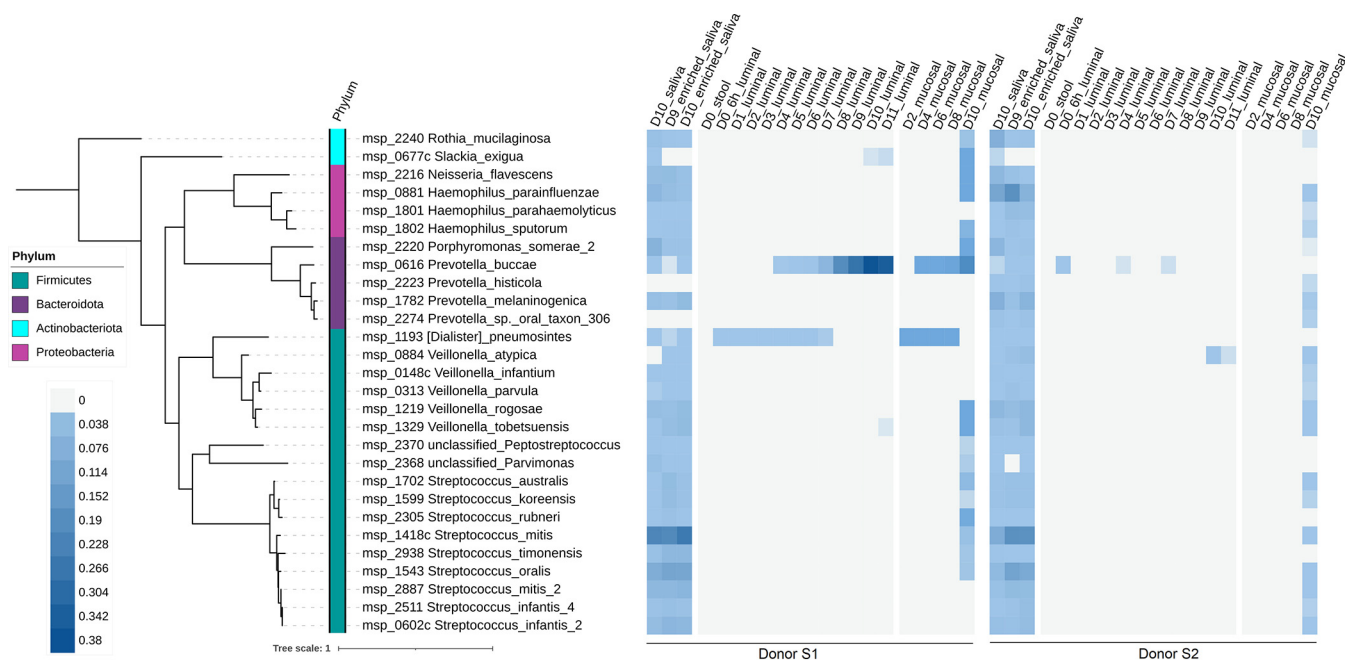 Phylum
D10_saliva
D9_enriched_saliva
D10_enriched_saliva
D0_stool
D0_6h_luminal
D1_luminal
D2_luminal
D3_luminal
D4_luminal
D5_luminal
D6_luminal
D7_luminal
D8_luminal
D9_luminal
D10_luminal
D11_luminal
D2_mucosal
D4_mucosal
D6_mucosal
D8_mucosal
D10_mucosal
D10_saliva
D9_enriched_saliva
D10_enriched_saliva
D0_stool
D0_6h_luminal
D1_luminal
D2_luminal
D3_luminal
D4_luminal
D5_luminal
D6_luminal
D7_luminal
D8_luminal
D9_luminal
D10_luminal
D11_luminal
D2_mucosal
D4_mucosal
D6_mucosal
D8_mucosal
D10_mucosal
msp_2240 Rothia_mucilaginosa
msp_0677c Slackia_exigua
msp_2216 Neisseria_flavescens
msp_0881 Haemophilus_parainfluenzae
msp_1801 Haemophilus_parahaemolyticus
msp_1802 Haemophilus_sputorum
msp_2220 Porphyromonas_somerae_2
msp_0616 Prevotella_buccae
msp_2223 Prevotella_histicola
msp_1782 Prevotella_melaninogenica
msp_2274 Prevotella_sp._oral_taxon_306
msp_1193 [Dialister]_pneumosintes
msp_0884 Veillonella_atypica
msp_0148c Veillonella_infantium
msp_0313 Veillonella_parvula
msp_1219 Veillonella_rogosae
msp_1329 Veillonella_tobetsuensis
msp_2370 unclassified_Peptostreptococcus
msp_2368 unclassified_Parvimonas
msp_1702 Streptococcus_australis
msp_1599 Streptococcus_koreensis
msp_2305 Streptococcus_rubneri
msp_1418c Streptococcus_mitis
msp_2938 Streptococcus_timonensis
msp_1543 Streptococcus_oralis
msp_2887 Streptococcus_mitis_2
msp_2511 Streptococcus_infantis_4
msp_0602c Streptococcus_infantis_2
Phylum
Firmicutes
Bacteroidota
Actinobacteriota
Proteobacteria
0
0.038
0.076
0.114
0.152
0.19
0.228
0.266
0.304
0.342
0.38
Tree scale: 1
Donor S1
Donor S2